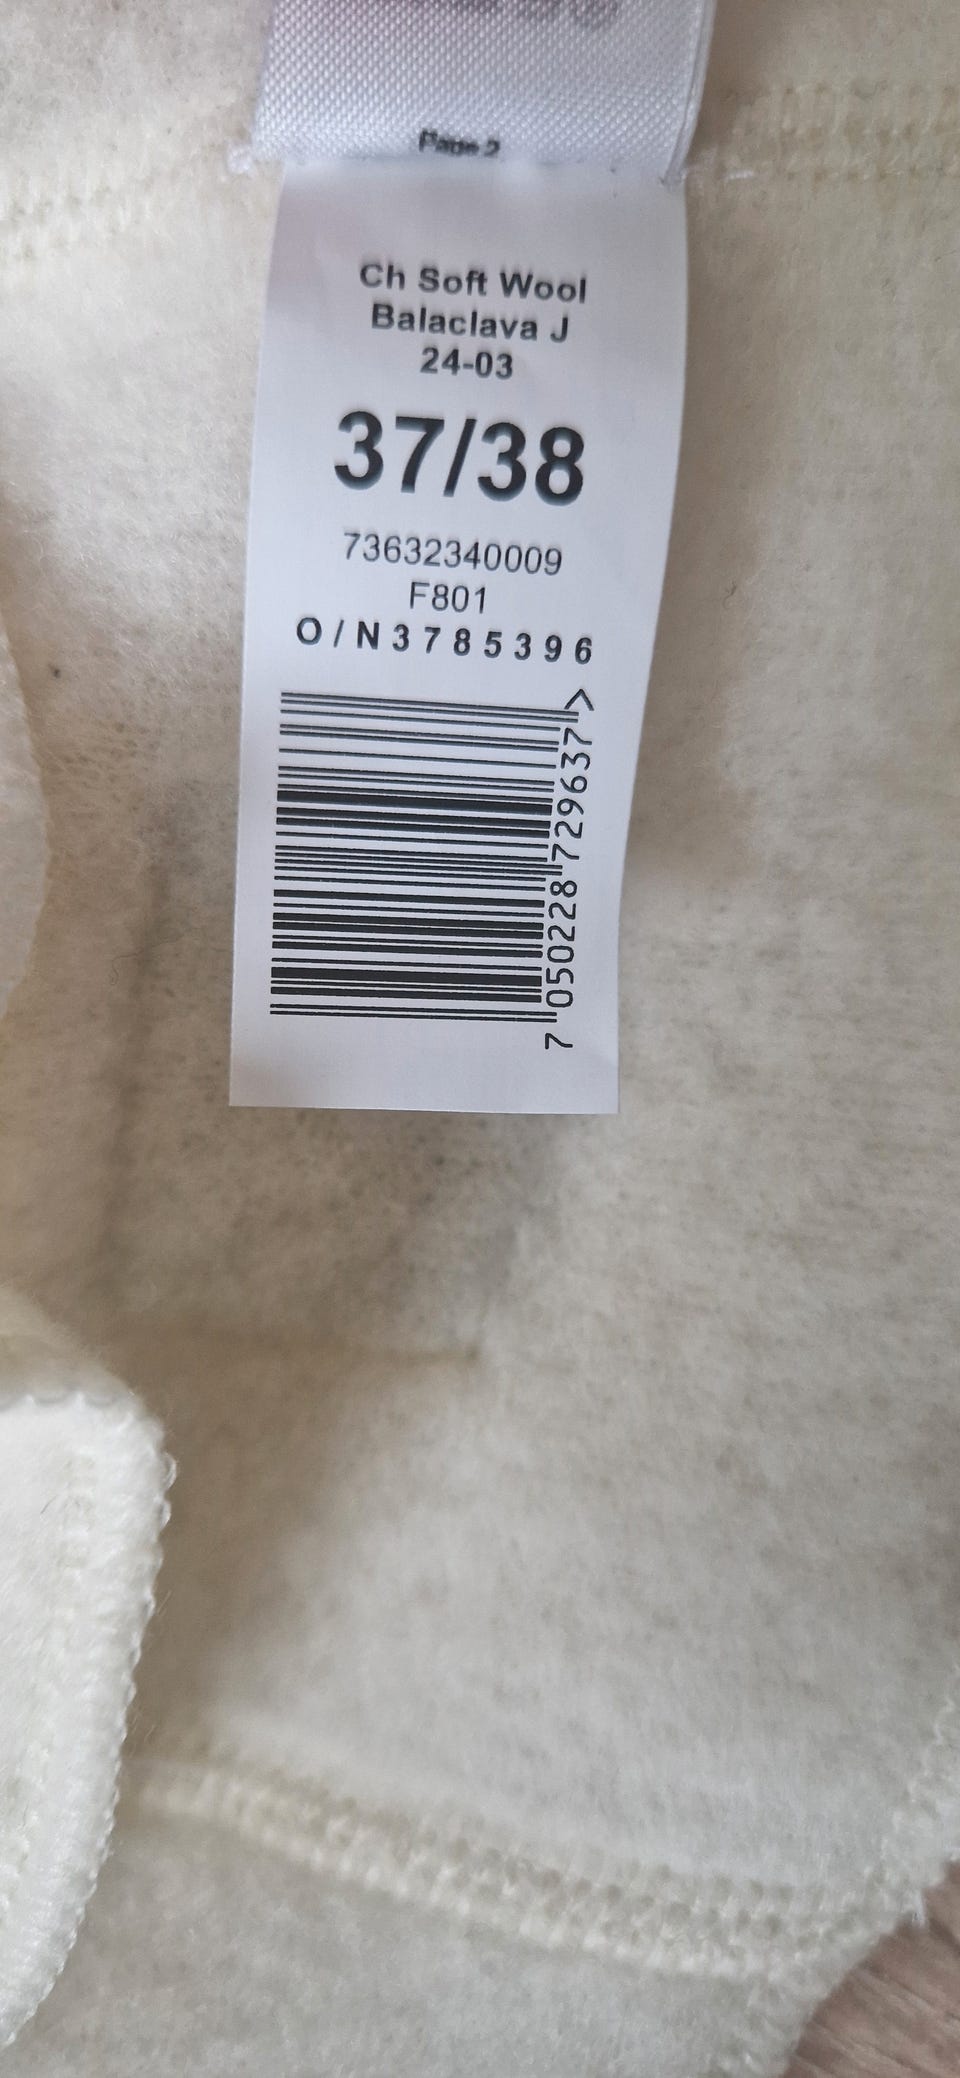 Page 2
Ch Soft Wool
Balaclava J
24-03
37/38
73632340009
F801
O/N3785396
7 050228 729637 >